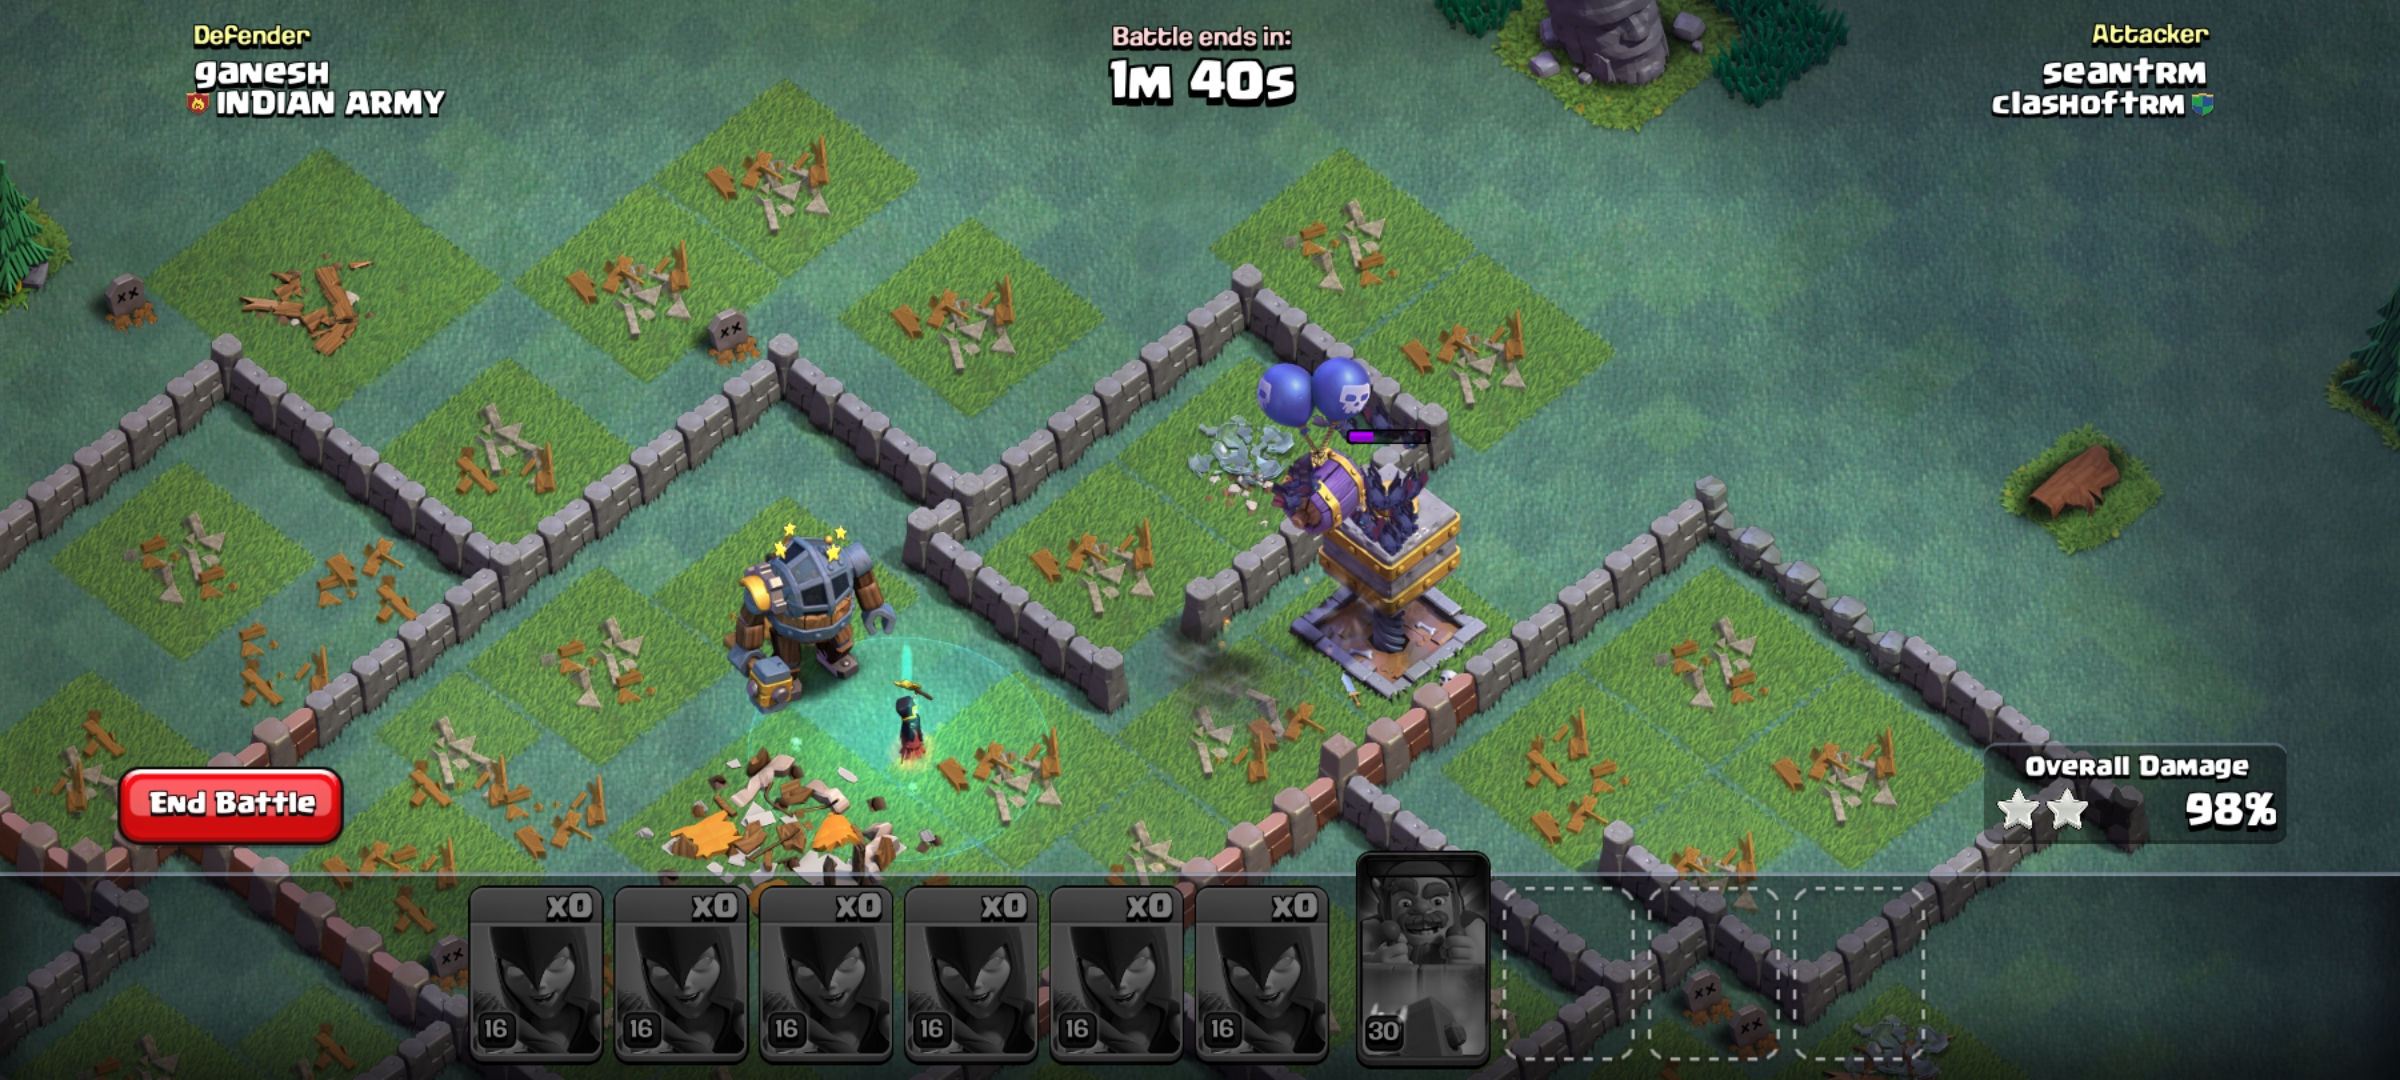 Defender
ganesh
INDIAN ARMY
Battle ends in:
1M 40s
Attacker
seantRM
clashoftRM
End Battle
Overall Damage
98%
x0 x0 x0 x0 x0 x0
16 16 16 16 16 16 30